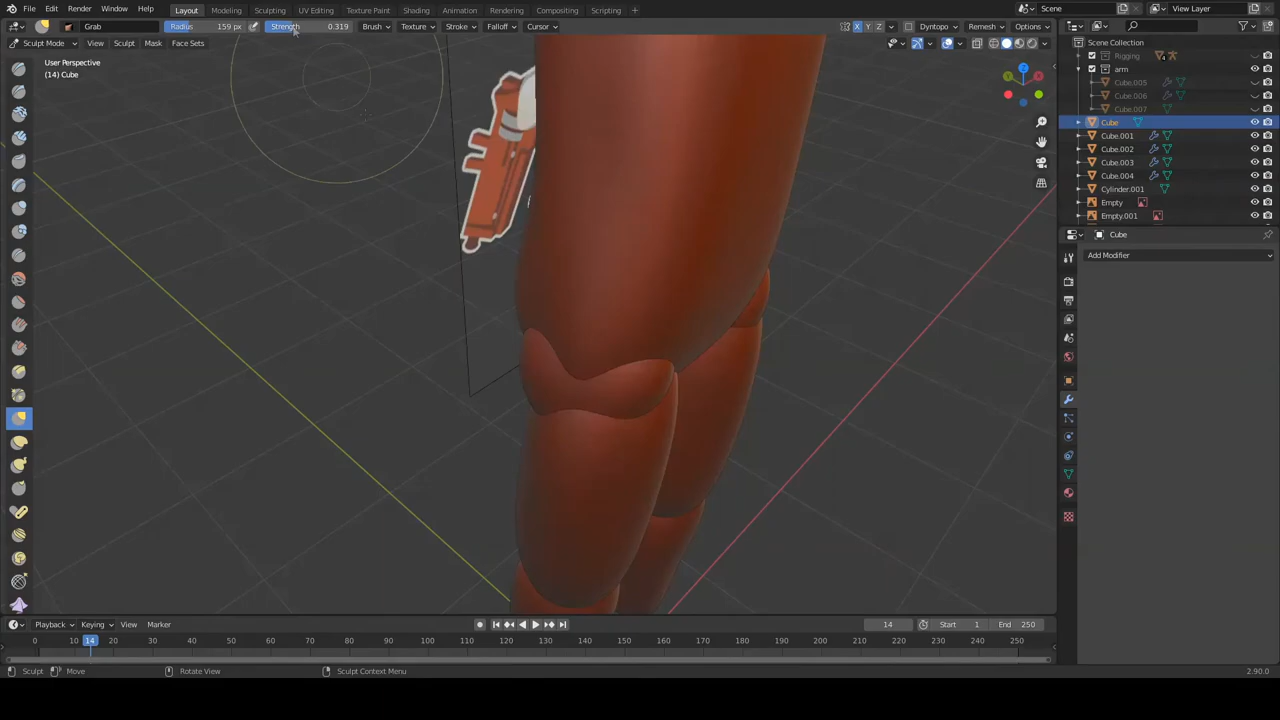 File Edit Render Window Help Layout Modeling Sculpting UV Editing Texture Paint Shading Animation Rendering Compositing Scripting + Scene View Layer
Grab Radius 159 px Strength 0.319 Brush Texture Stroke Falloff Cursor X Y Z Dyntopo Remesh Options
Sculpt Mode View Sculpt Mask Face Sets
User Perspective
(14) Cube
Scene Collection
Rigging
arm
Cube.005
Cube.006
Cube.007
Cube
Cube.001
Cube.002
Cube.003
Cube.004
Cylinder.001
Empty
Empty.001
Cube
Add Modifier
Z
Y
X
Playback Keying View Marker 14 Start 1 End 250
0 10 14 20 30 40 50 60 70 80 90 100 110 120 130 140 150 160 170 180 190 200 210 220 230 240 250
Sculpt Move Rotate View Sculpt Context Menu 2.90.0